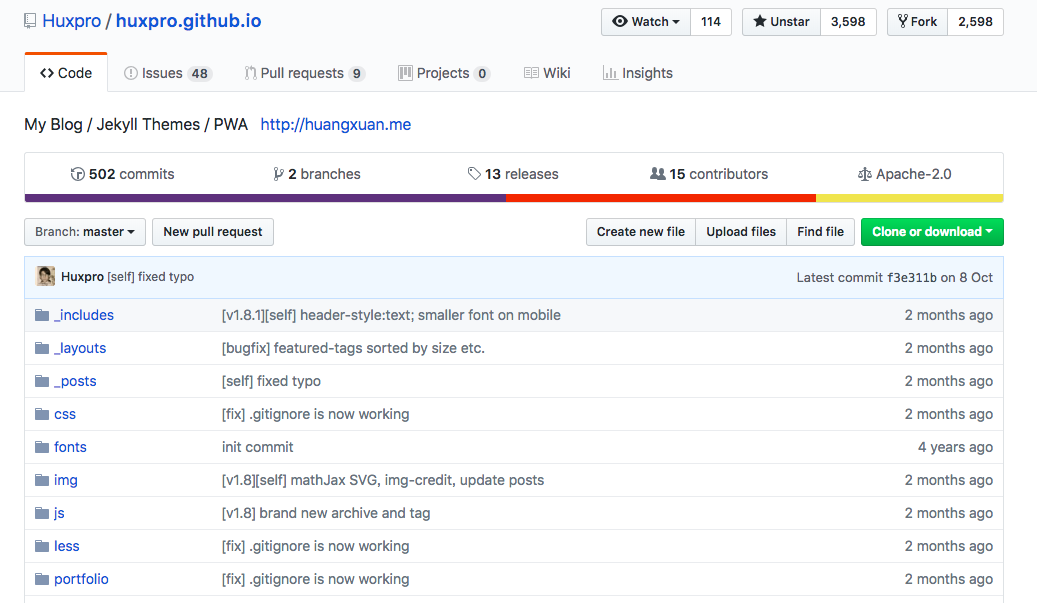 Huxpro / huxpro.github.io Watch 114 Unstar 3,598 Fork 2,598
Code Issues 48 Pull requests 9 Projects 0 Wiki Insights
My Blog / Jekyll Themes / PWA http://huangxuan.me
502 commits 2 branches 13 releases 15 contributors Apache-2.0
Branch: master New pull request Create new file Upload files Find file Clone or download
Huxpro [self] fixed typo Latest commit f3e311b on 8 Oct
_includes [v1.8.1][self] header-style:text; smaller font on mobile 2 months ago
_layouts [bugfix] featured-tags sorted by size etc. 2 months ago
_posts [self] fixed typo 2 months ago
css [fix] .gitignore is now working 2 months ago
fonts init commit 4 years ago
img [v1.8][self] mathJax SVG, img-credit, update posts 2 months ago
js [v1.8] brand new archive and tag 2 months ago
less [fix] .gitignore is now working 2 months ago
portfolio [fix] .gitignore is now working 2 months ago